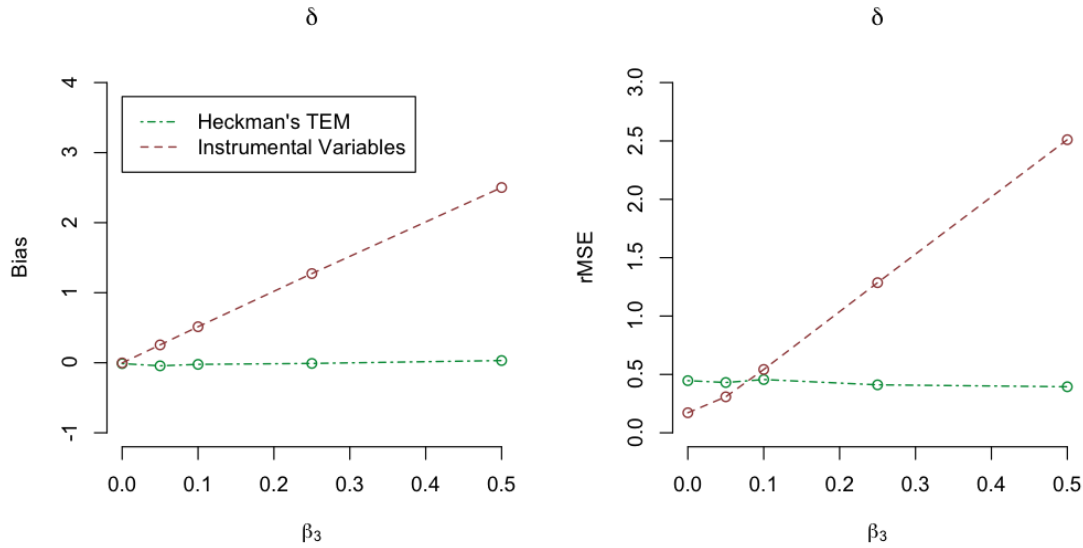 δ
Bias
4
3
2
1
0
-1
Heckman's TEM
Instrumental Variables
0.0 0.1 0.2 0.3 0.4 0.5
β3
δ
rMSE
3.0
2.5
2.0
1.5
1.0
0.5
0.0
0.0 0.1 0.2 0.3 0.4 0.5
β3